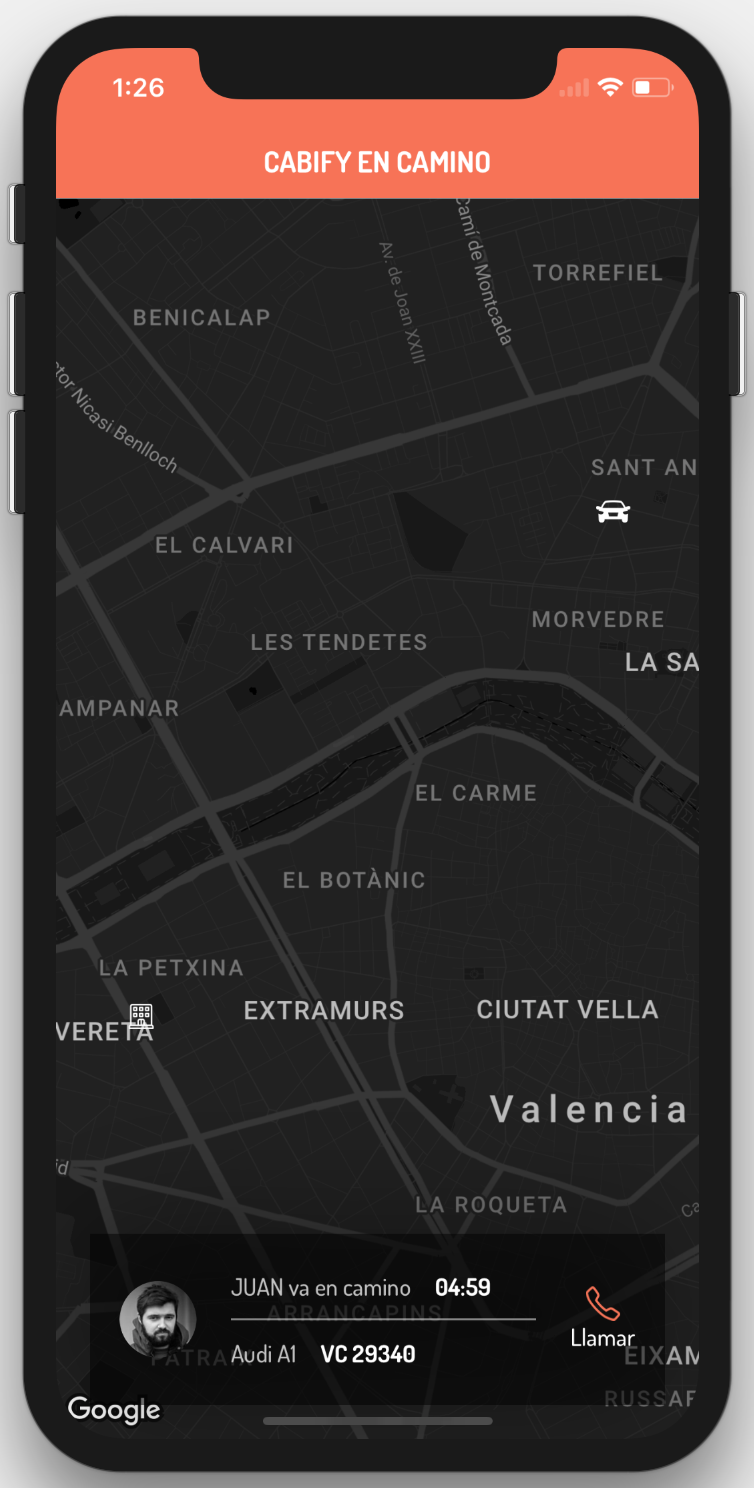 1:26
CABIFY EN CAMINO
Camí de Montcada
Av. de Joan XXIII
TORREFIEL
BENICALAP
Nicasi Benlloch
SANT AN
EL CALVARI
MORVEDRE
LES TENDETES
LA SA
AMPANAR
EL CARME
EL BOTÀNIC
LA PETXINA
EXTRAMURS
CIUTAT VELLA
VERETA
Valencia
id
LA ROQUETA
Ca
JUAN va en camino 04:59
ARRANCAPINS
Llamar
Audi A1 VC 29340
PATRA
EIXAM
RUSSAF
Google